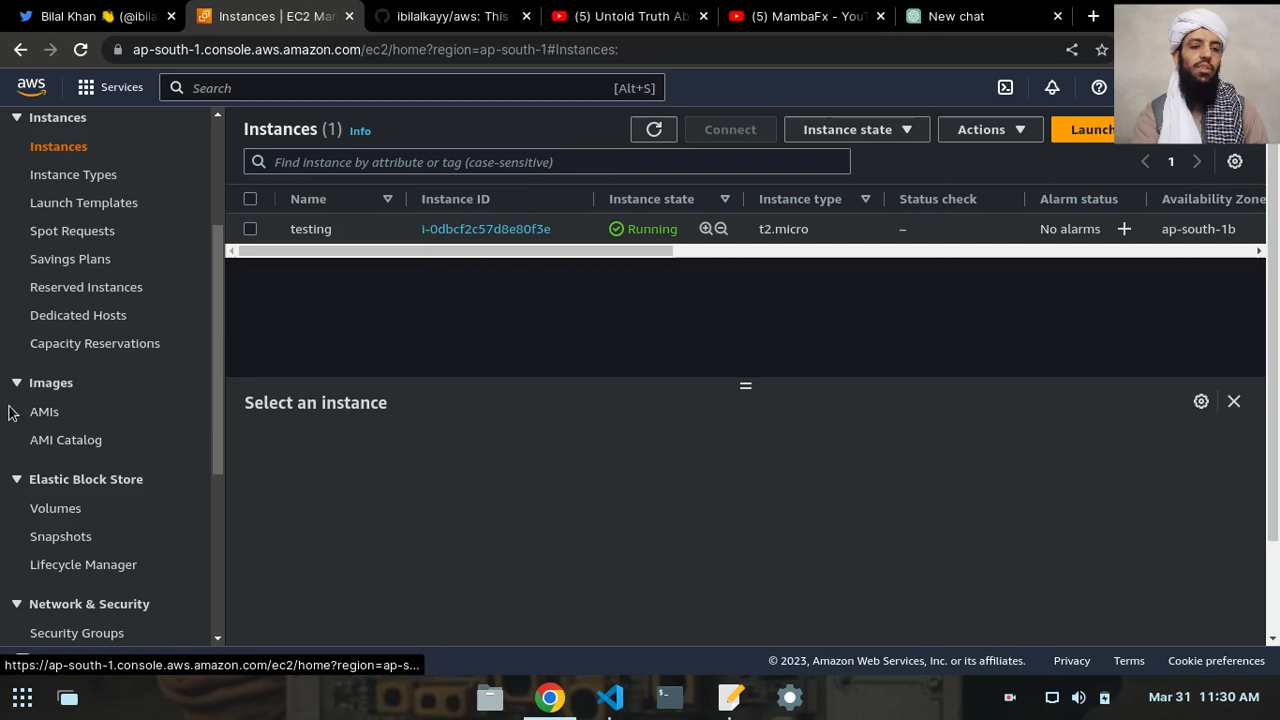 Bilal Khan 👋 (@ibila
Instances | EC2 Man
ibilalkayy/aws: This
(5) Untold Truth Ab
(5) MambaFx - YouT
New chat
ap-south-1.console.aws.amazon.com/ec2/home?region=ap-south-1#Instances:
aws
Services
Search
[Alt+S]
Instances
Instances
Instance Types
Launch Templates
Spot Requests
Savings Plans
Reserved Instances
Dedicated Hosts
Capacity Reservations
Images
AMIs
AMI Catalog
Elastic Block Store
Volumes
Snapshots
Lifecycle Manager
Network & Security
Security Groups
Instances (1) Info
Connect
Instance state
Actions
Launch
Find instance by attribute or tag (case-sensitive)
1
Name Instance ID Instance state Instance type Status check Alarm status Availability Zone
testing i-0dbcf2c57d8e80f3e Running t2.micro – No alarms ap-south-1b
Select an instance
https://ap-south-1.console.aws.amazon.com/ec2/home?region=ap-s...
© 2023, Amazon Web Services, Inc. or its affiliates. Privacy Terms Cookie preferences
Mar 31 11:30 AM